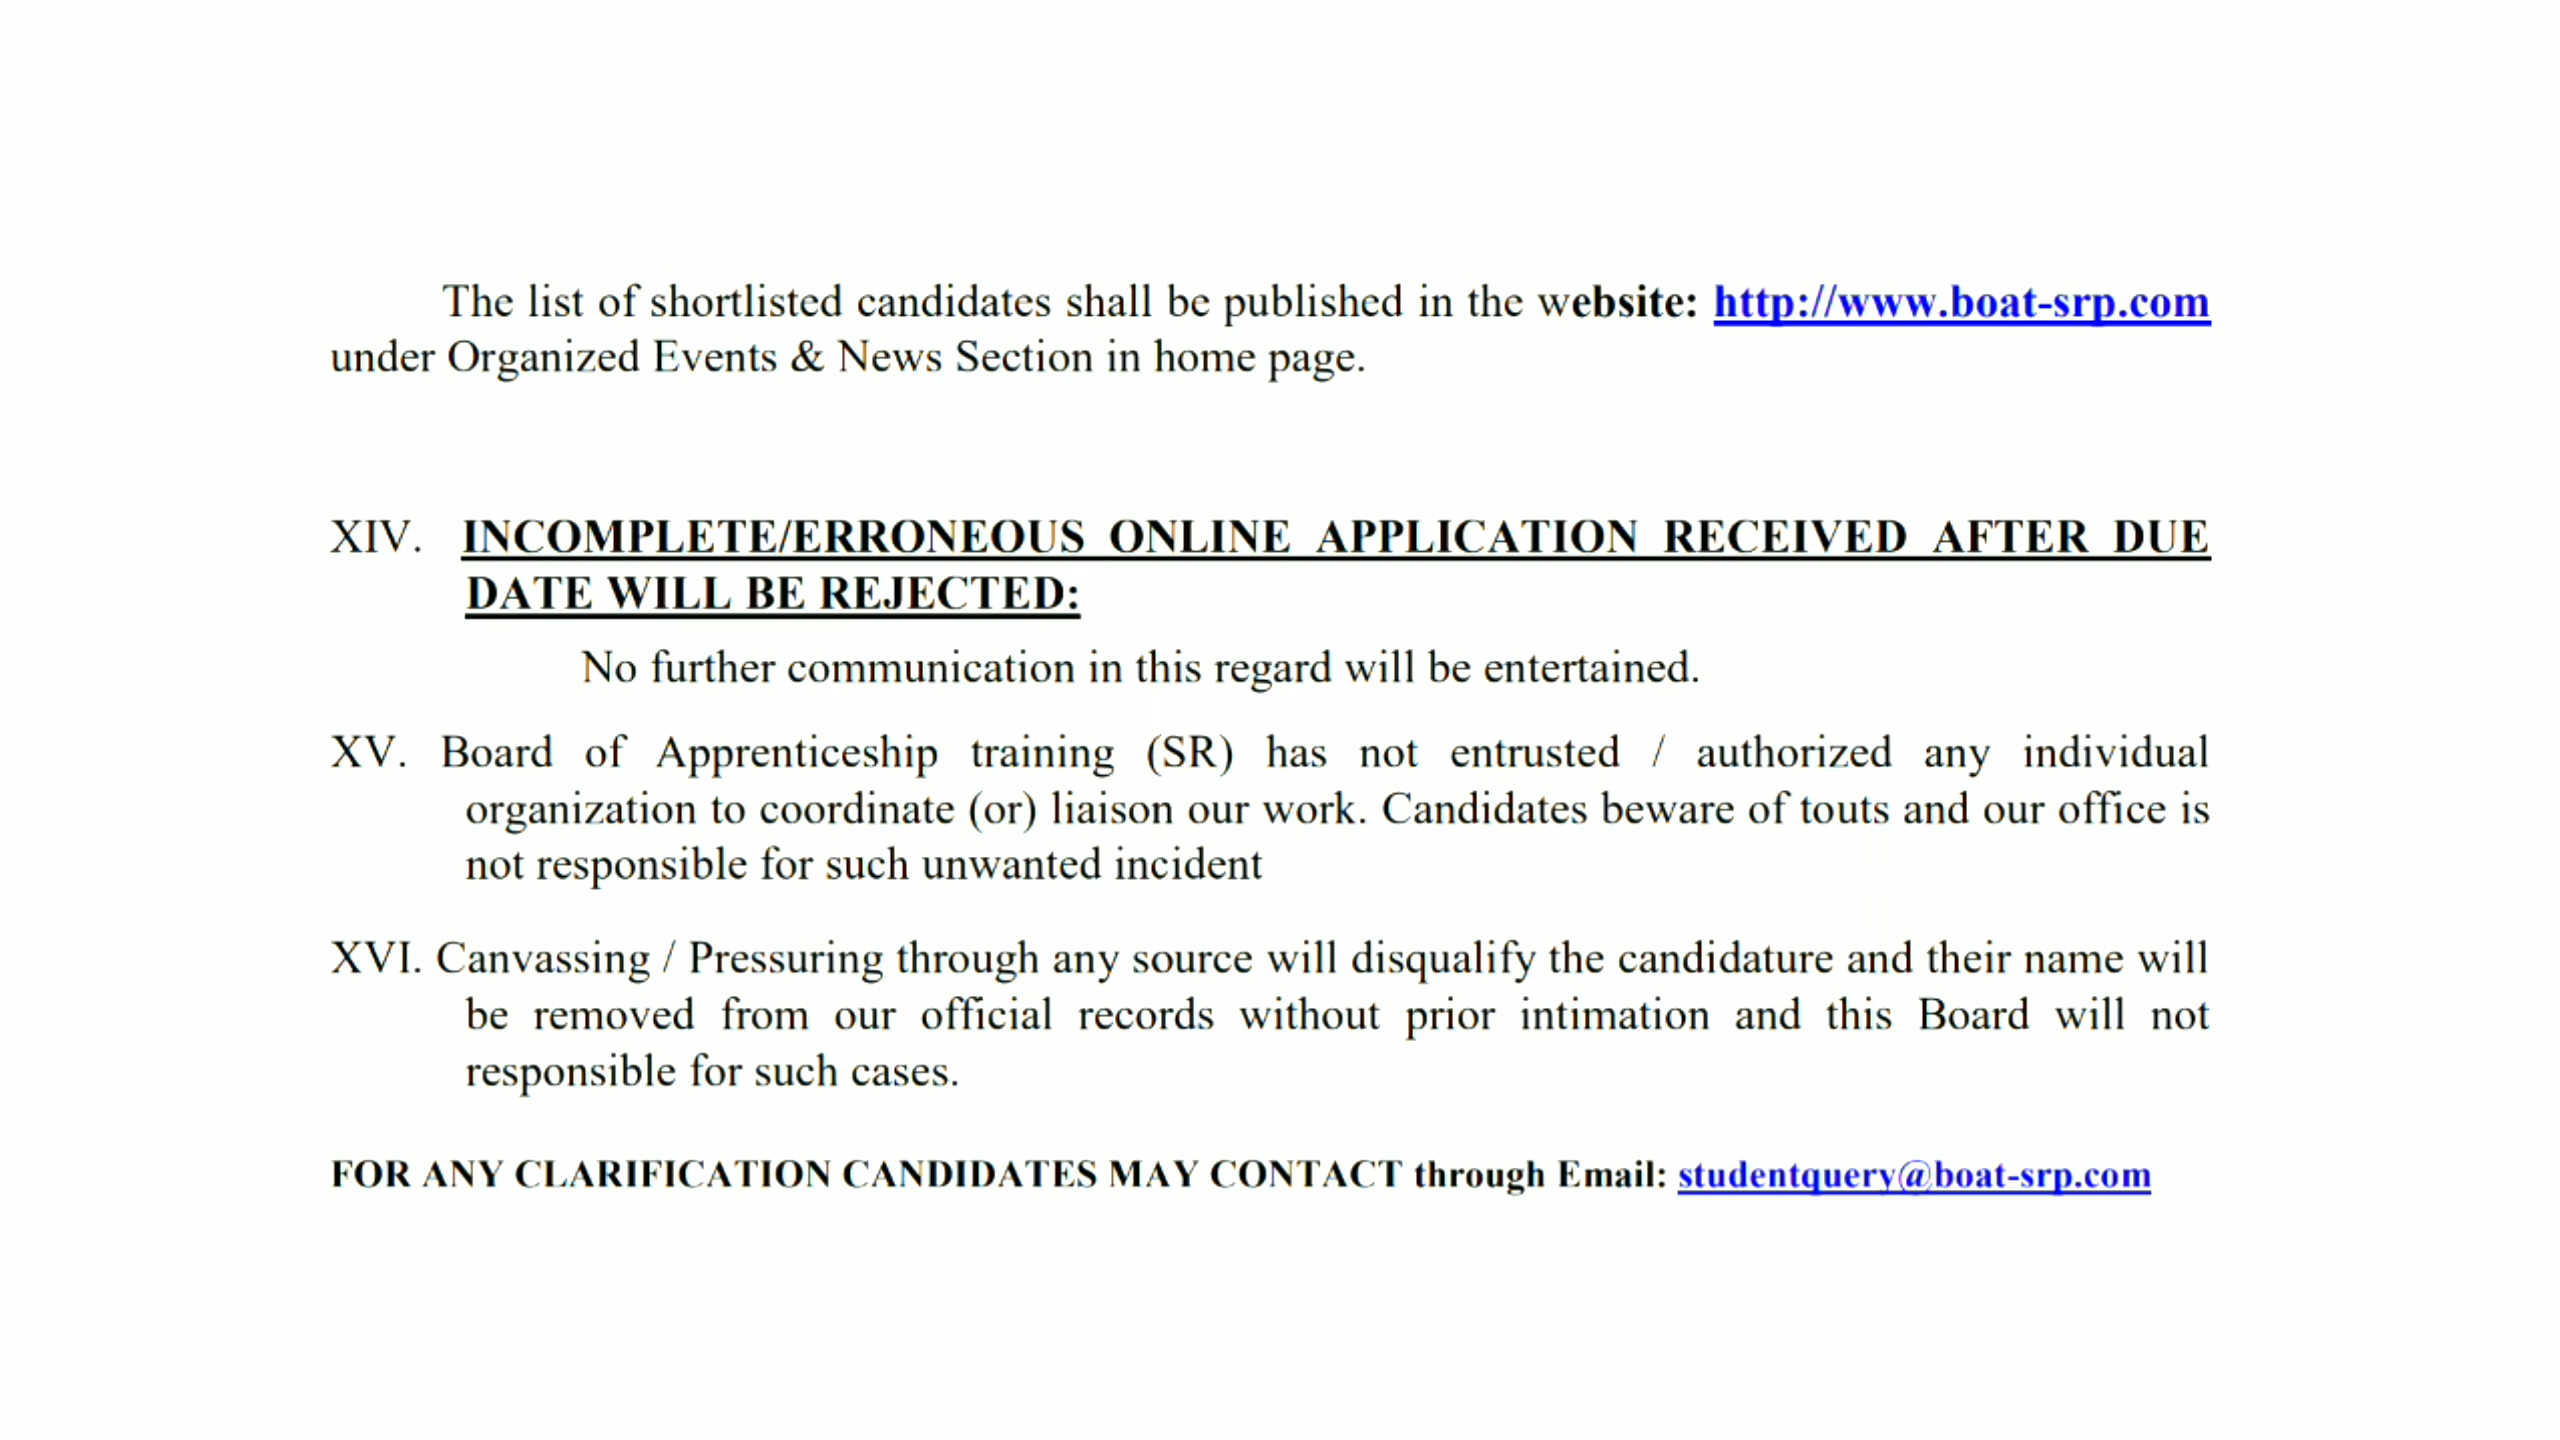 The list of shortlisted candidates shall be published in the website: http://www.boat-srp.com
under Organized Events & News Section in home page.
XIV. INCOMPLETE/ERRONEOUS ONLINE APPLICATION RECEIVED AFTER DUE
DATE WILL BE REJECTED:
No further communication in this regard will be entertained.
XV. Board of Apprenticeship training (SR) has not entrusted / authorized any individual
organization to coordinate (or) liaison our work. Candidates beware of touts and our office is
not responsible for such unwanted incident
XVI. Canvassing / Pressuring through any source will disqualify the candidature and their name will
be removed from our official records without prior intimation and this Board will not
responsible for such cases.
FOR ANY CLARIFICATION CANDIDATES MAY CONTACT through Email: studentquery@boat-srp.com